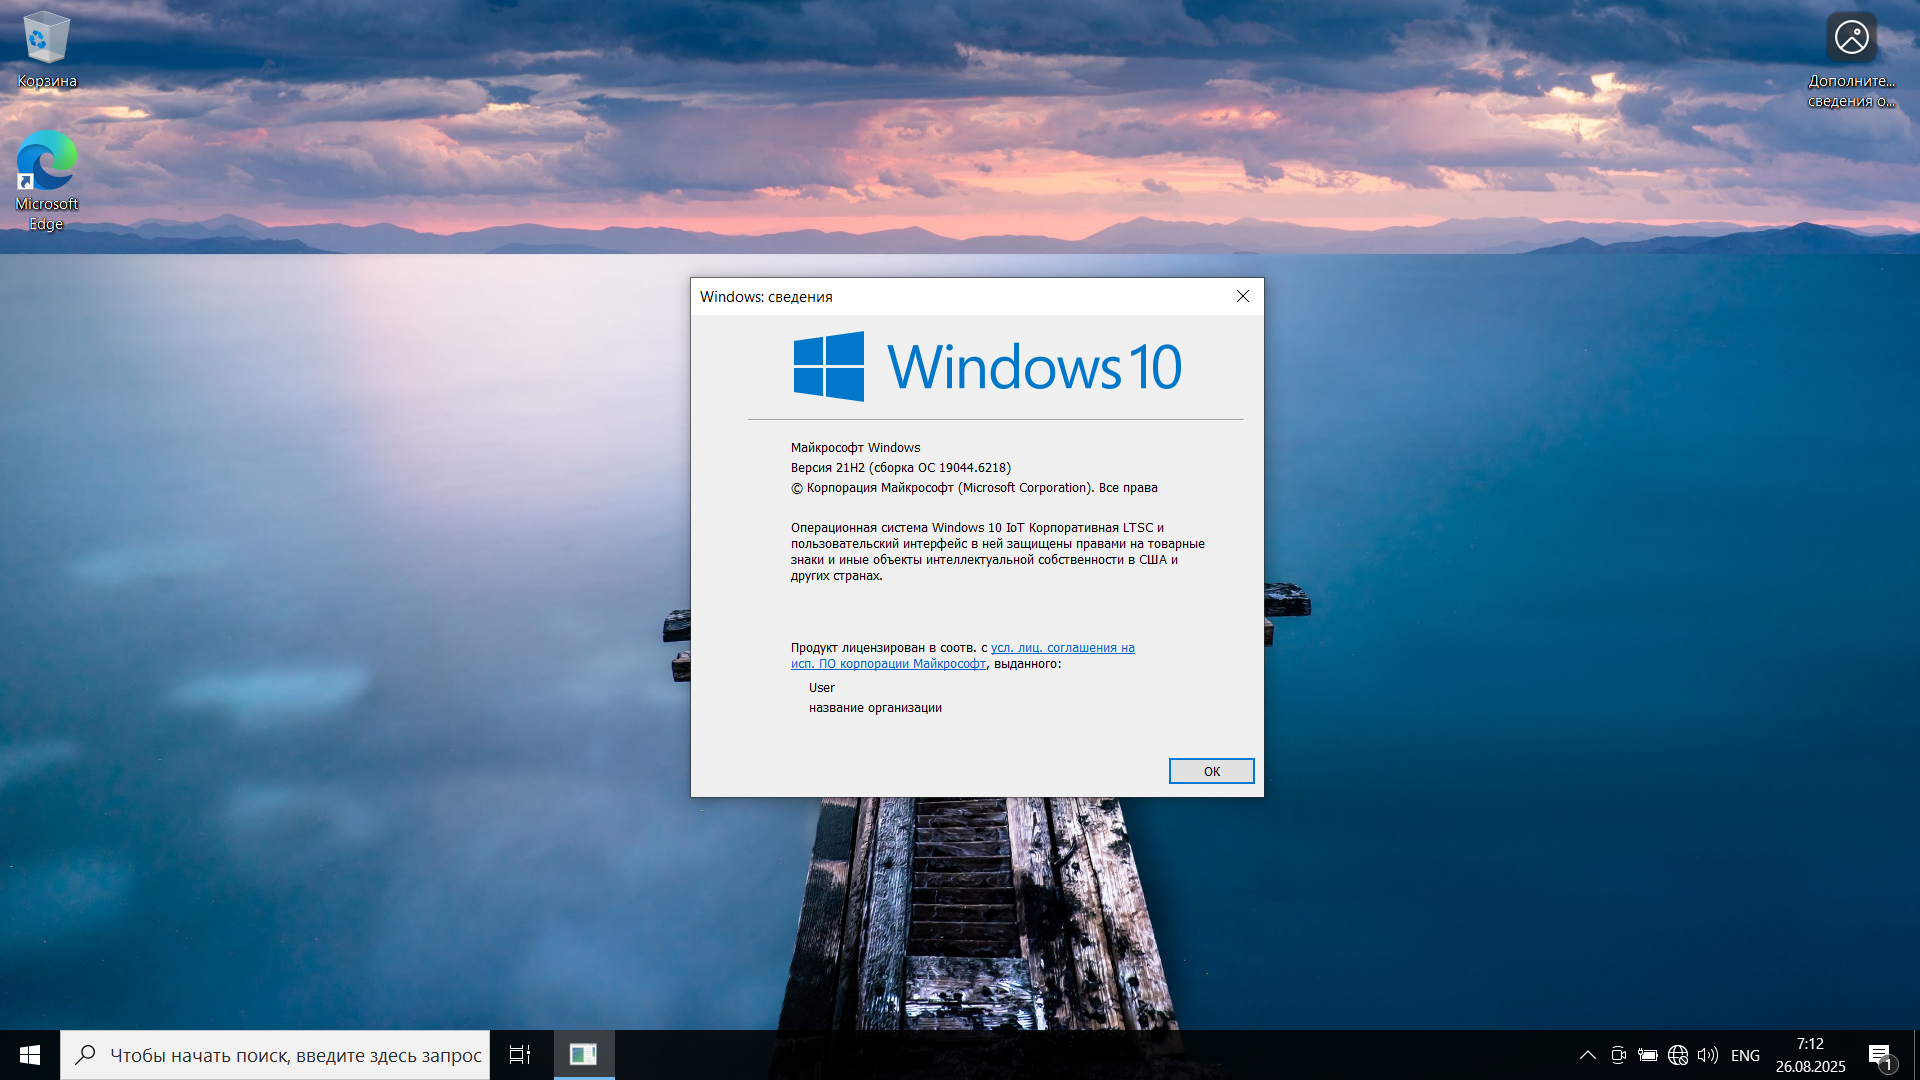 Корзина
Microsoft
Edge
Дополните...
сведения о...
Windows: сведения
Windows 10
Майкрософт Windows
Версия 21H2 (сборка ОС 19044.6218)
© Корпорация Майкрософт (Microsoft Corporation). Все права
Операционная система Windows 10 IoT Корпоративная LTSC и
пользовательский интерфейс в ней защищены правами на товарные
знаки и иные объекты интеллектуальной собственности в США и
других странах.
Продукт лицензирован в соотв. с усл. лиц. соглашения на
исп. ПО корпорации Майкрософт, выданного:
User
название организации
ОК
Чтобы начать поиск, введите здесь запрос
ENG
7:12
26.08.2025
1